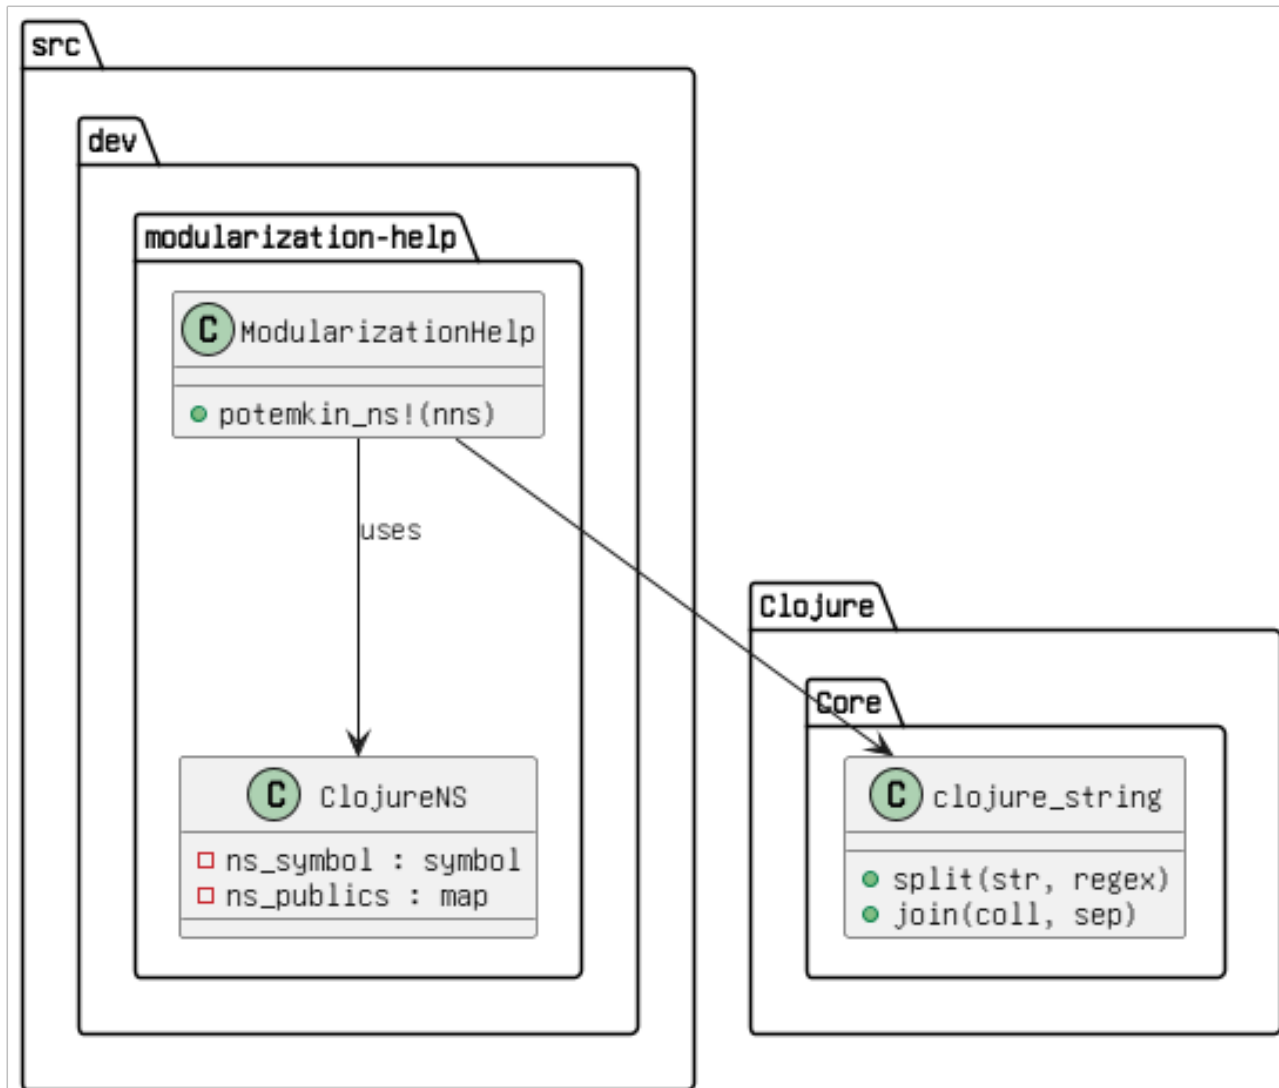 src
dev
modularization-help
C ModularizationHelp
potemkin_ns!(nns)
uses
C ClojureNS
ns_symbol : symbol
ns_publics : map
Clojure
Core
C clojure_string
split(str, regex)
join(coll, sep)